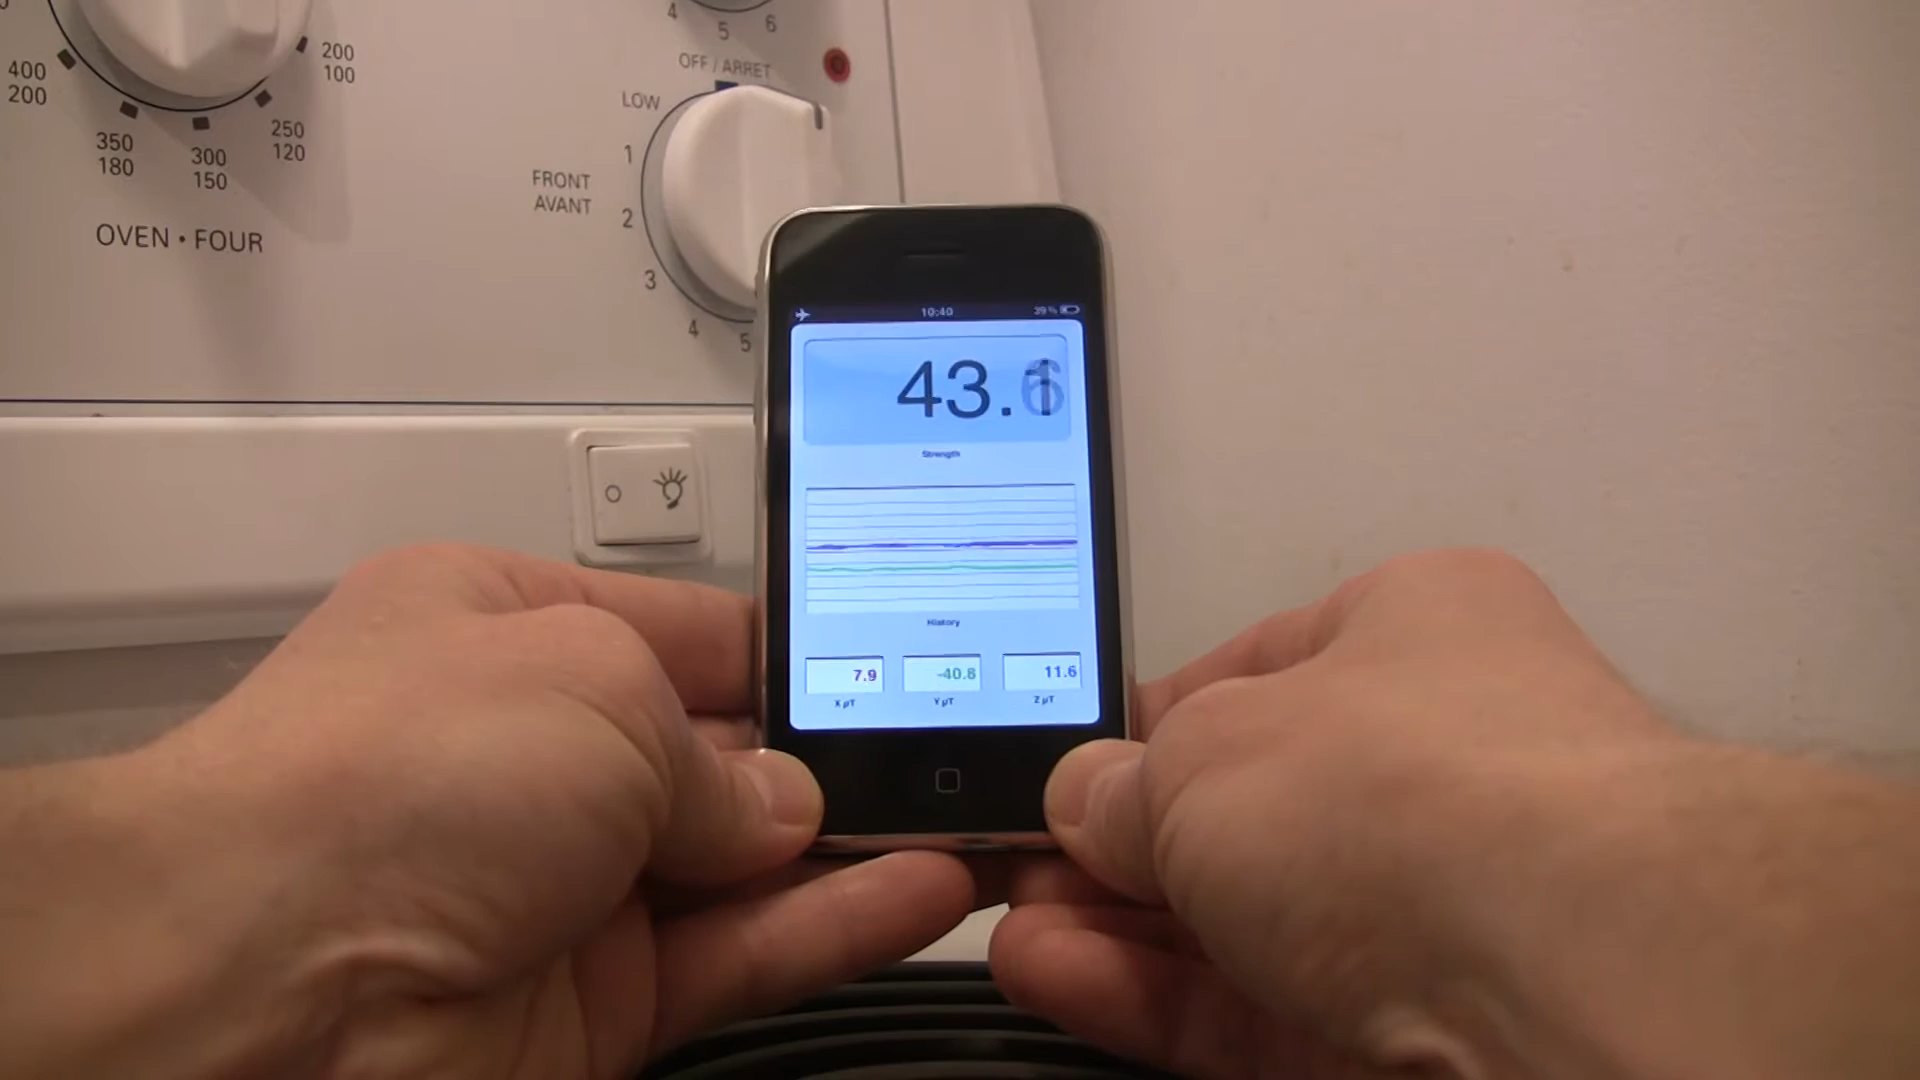 4
5
6
OFF / ARRET
LOW
1
2
3
4
5
FRONT
AVANT
400
200
350
180
300
150
250
120
200
100
OVEN • FOUR
10:40
39%
43.
Strength
History
7.9
-40.8
11.6
X µT
Y µT
Z µT